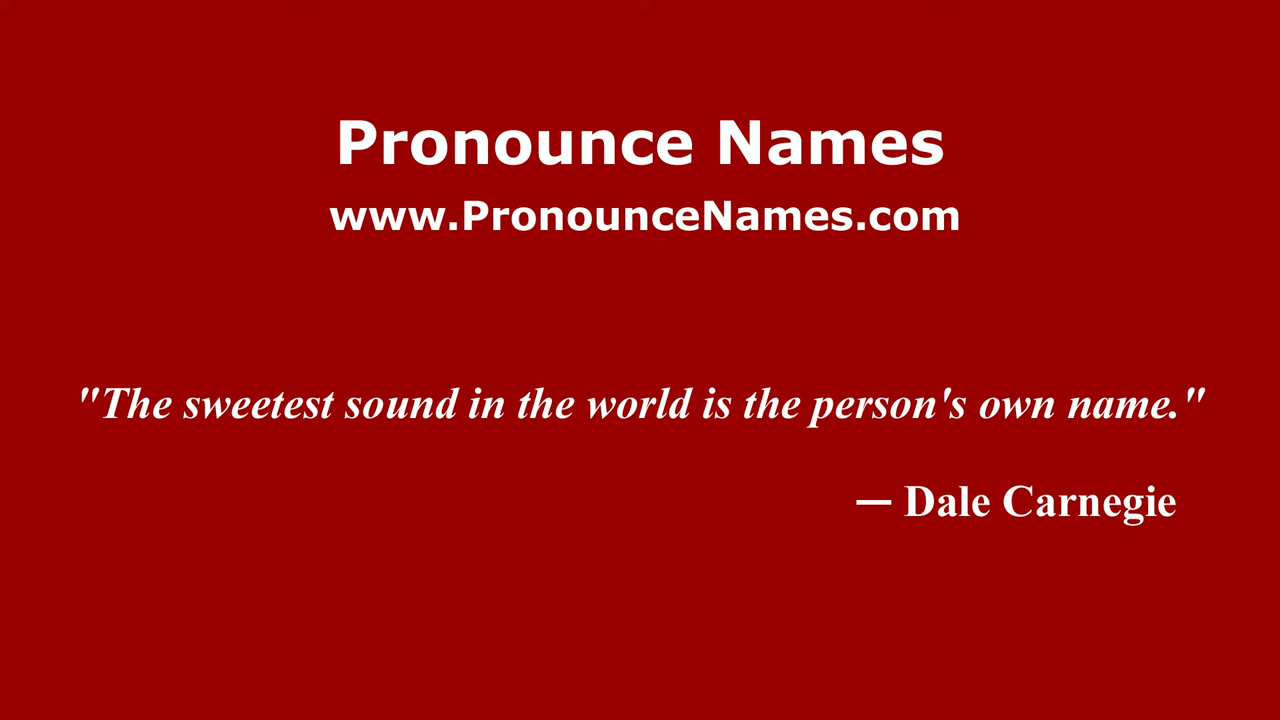 Pronounce Names
www.PronounceNames.com
"The sweetest sound in the world is the person's own name."
— Dale Carnegie